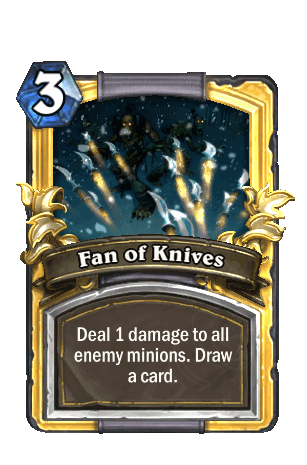 3
Fan of Knives
Deal 1 damage to all
enemy minions. Draw
a card.